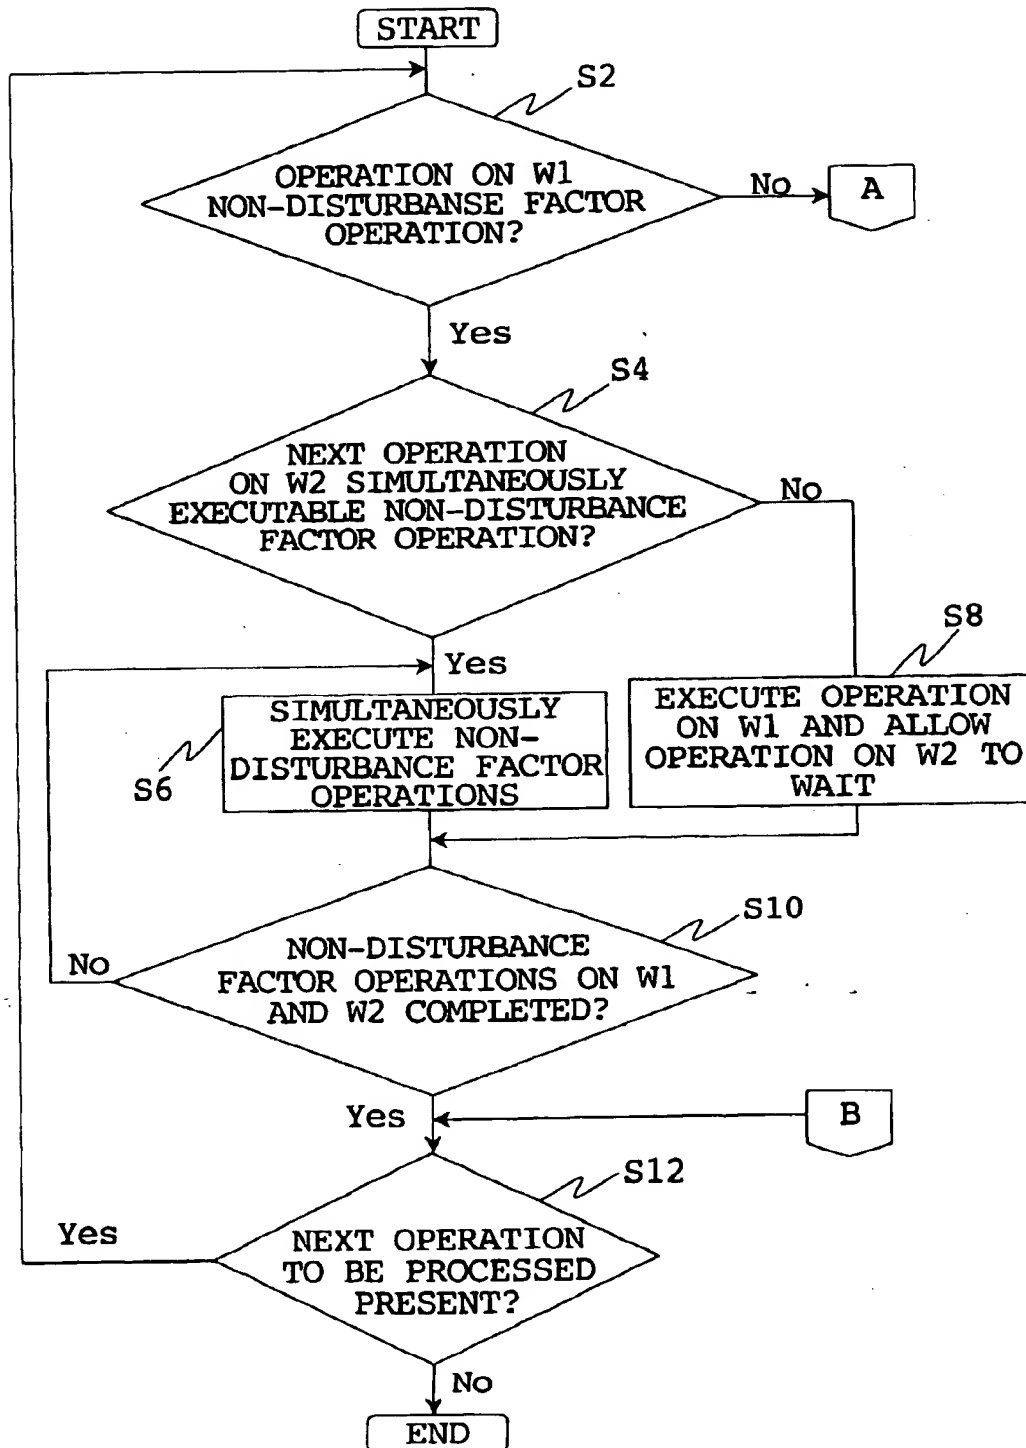 START
S2
OPERATION ON W1
NON-DISTURBANSE FACTOR
OPERATION?
No
A
Yes
S4
NEXT OPERATION
ON W2 SIMULTANEOUSLY
EXECUTABLE NON-DISTURBANCE
FACTOR OPERATION?
No
S8
Yes
SIMULTANEOUSLY
EXECUTE NON-
DISTURBANCE FACTOR
OPERATIONS
S6
EXECUTE OPERATION
ON W1 AND ALLOW
OPERATION ON W2 TO
WAIT
S10
NON-DISTURBANCE
FACTOR OPERATIONS ON W1
AND W2 COMPLETED?
No
Yes
B
S12
Yes
NEXT OPERATION
TO BE PROCESSED
PRESENT?
No
END